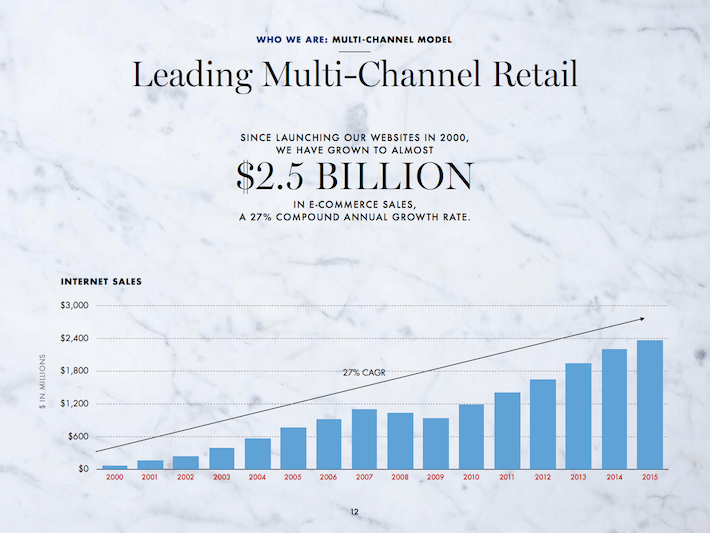 WHO WE ARE: MULTI-CHANNEL MODEL
Leading Multi-Channel Retail
SINCE LAUNCHING OUR WEBSITES IN 2000,
WE HAVE GROWN TO ALMOST
$2.5 BILLION
IN E-COMMERCE SALES,
A 27% COMPOUND ANNUAL GROWTH RATE.
INTERNET SALES
$ IN MILLIONS
$3,000
$2,400
$1,800
$1,200
$600
$0
27% CAGR
2000 2001 2002 2003 2004 2005 2006 2007 2008 2009 2010 2011 2012 2013 2014 2015
12